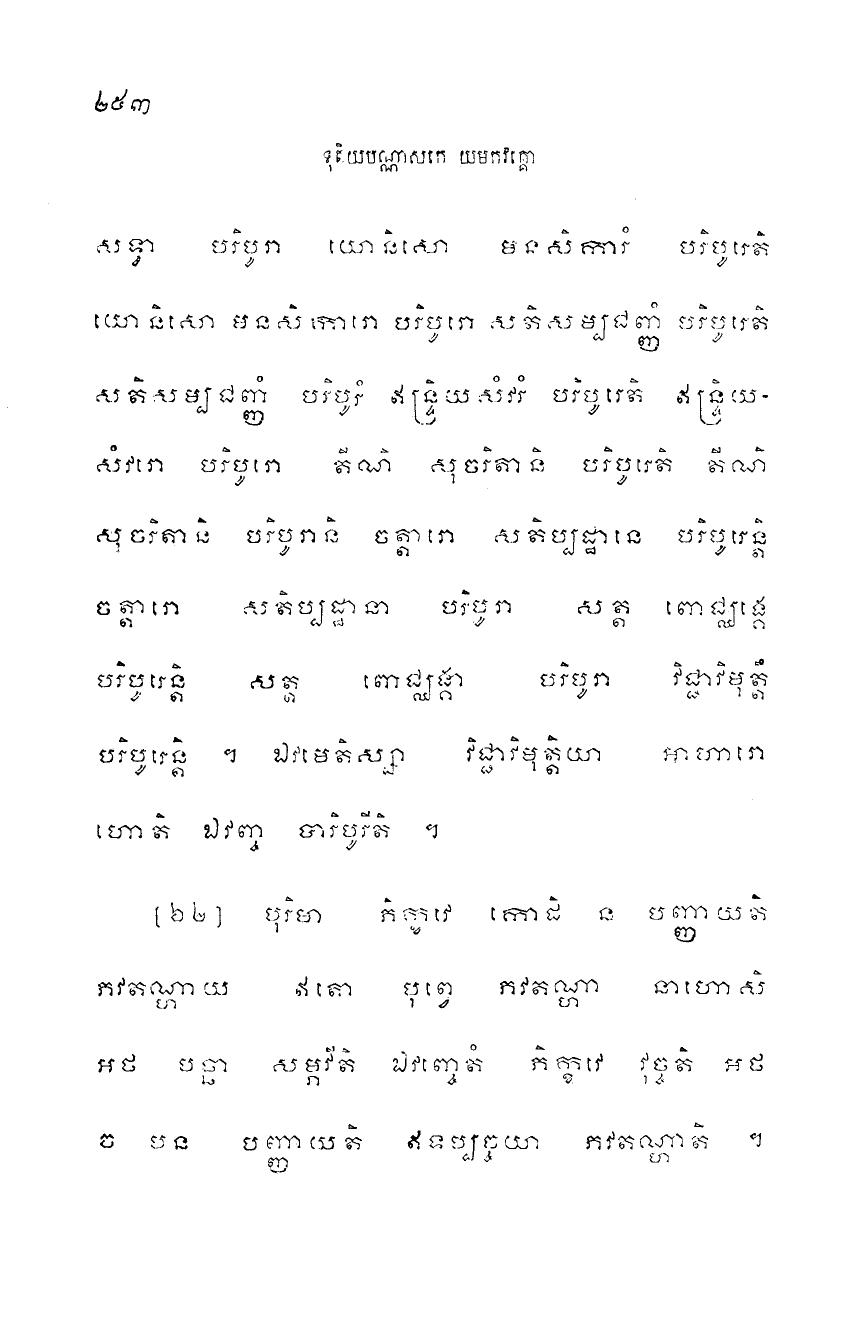 ២៥៣
ទុតិយបណ្ណាសកេ យមកវគ្គោ
សទ្ធា បរិបូរា យោនិសោ មនសិការំ បរិបូរេតិ
យោនិសោ មនសិការោ បរិបូរោ សតិសម្បជញ្ញំ បរិបូរេតិ
សតិសម្បជញ្ញំ បរិបូរំ ឥន្ទ្រិយសំវរំ បរិបូរេតិ ឥន្ទ្រិយ-
សំវរោ បរិបូរោ តីណិ សុចរិតានិ បរិបូរេតិ តីណិ
សុចរិតានិ បរិបូរានិ ចត្តារោ សតិប្បដ្ឋានេ បរិបូរេន្តិ
ចត្តារោ សតិប្បដ្ឋានា បរិបូរា សត្ត ពោជ្ឈង្គេ
បរិបូរេន្តិ សត្ត ពោជ្ឈង្គា បរិបូរា វិជ្ជាវិមុត្តឹ
បរិបូរេន្តិ ។ ឯវមេតិស្សា វិជ្ជាវិមុត្តិយា អាហារោ
ហោតិ ឯវញ្ច បារិបូរីតិ ។
[៦២] បុរិមា ភិក្ខវេ កោដិ ន បញ្ញាយតិ
ភវតណ្ហាយ ឥតោ បុព្វេ ភវតណ្ហា នាហោសិ
អថ បច្ឆា សម្ភវីតិ ឯវញ្ចេតំ ភិក្ខវេ វុច្ចតិ អថ
ច បន បញ្ញាយតិ ឥទប្បច្ចយា ភវតណ្ហាតិ ។